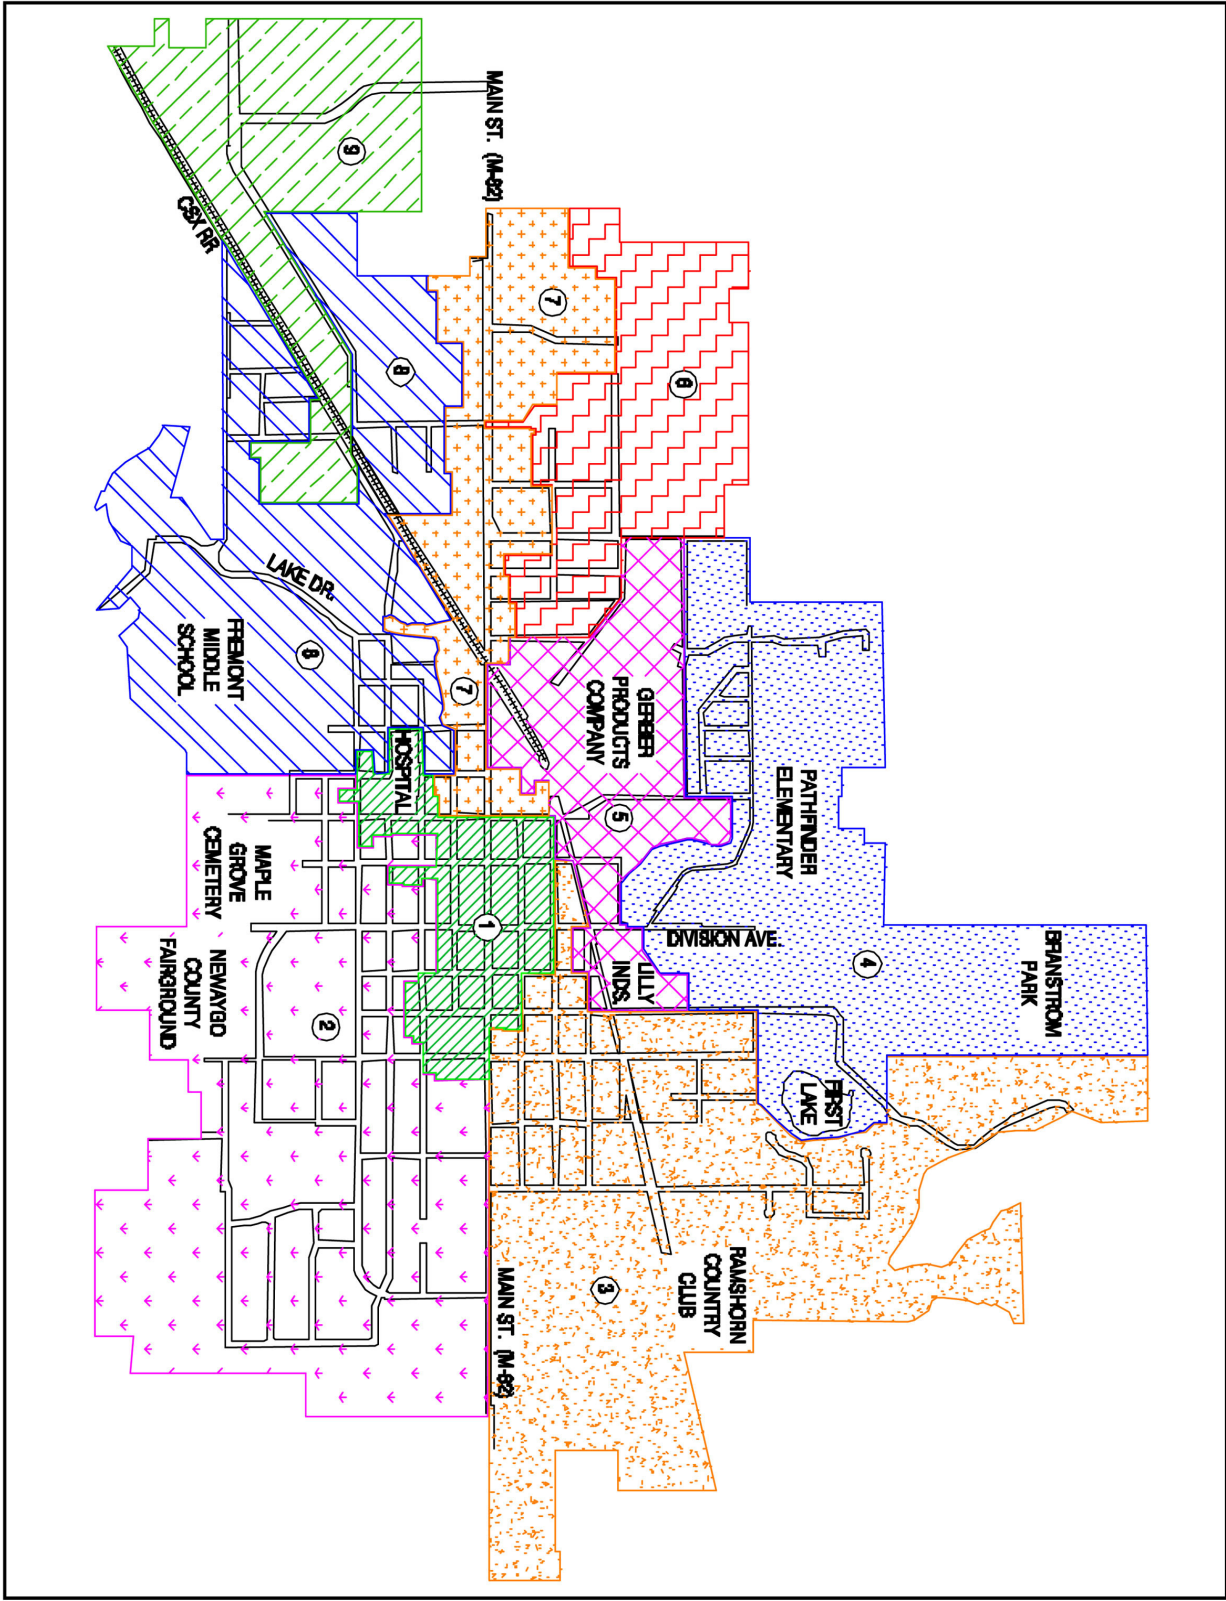 BRANSTROM
PARK
4
FIRST
LAKE
PATHFINDER
ELEMENTARY
DIVISION AVE.
RAMSHORN
COUNTRY
CLUB
6
GERBER
PRODUCTS
COMPANY
5
LILLY
INDS.
3
7
MAIN ST. (M-82)
7
1
MAIN ST. (M-82)
9
8
HOSPITAL
CSX RR
LAKE DR.
8
2
FREMONT
MIDDLE
SCHOOL
MAPLE
GROVE
CEMETERY
NEWAYGO
COUNTY
FAIRGROUND